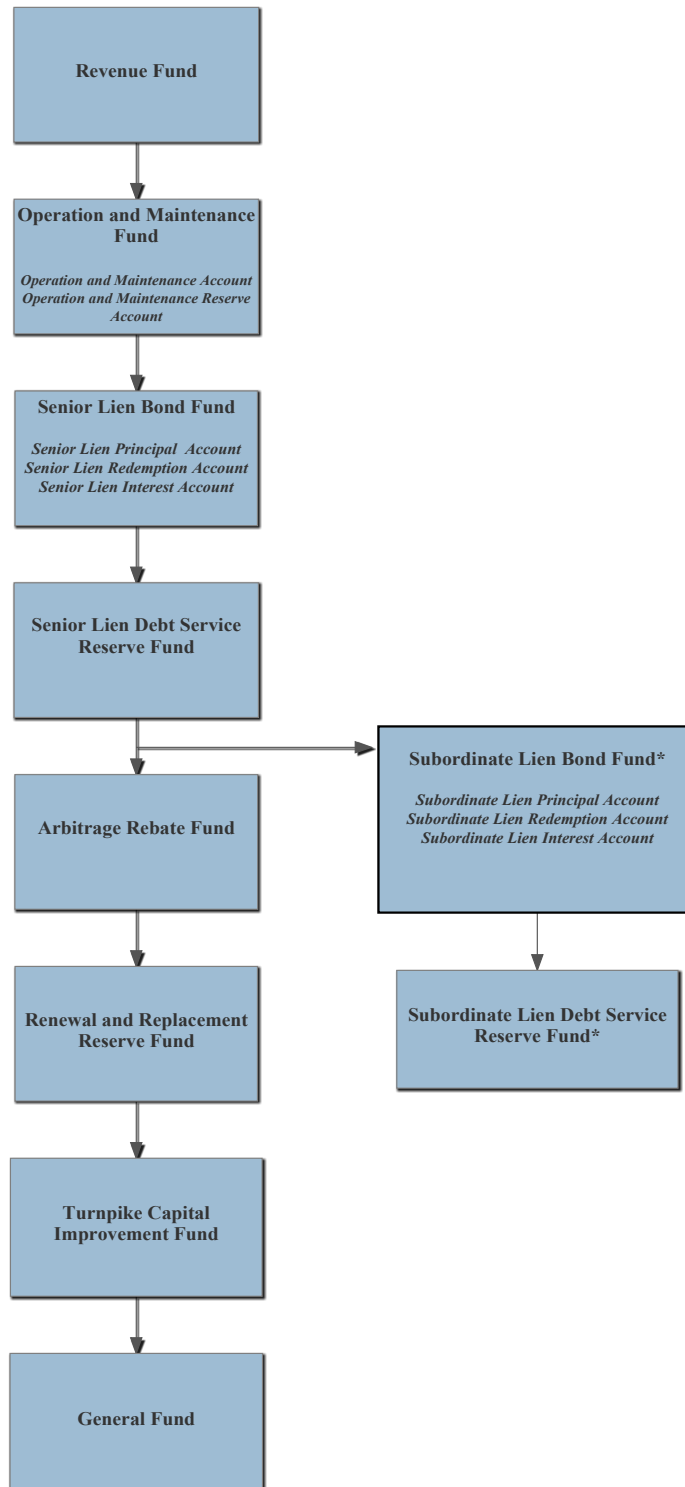 Revenue Fund
Operation and Maintenance
Fund
Operation and Maintenance Account
Operation and Maintenance Reserve
Account
Senior Lien Bond Fund
Senior Lien Principal Account
Senior Lien Redemption Account
Senior Lien Interest Account
Senior Lien Debt Service
Reserve Fund
Subordinate Lien Bond Fund*
Subordinate Lien Principal Account
Subordinate Lien Redemption Account
Subordinate Lien Interest Account
Arbitrage Rebate Fund
Renewal and Replacement
Reserve Fund
Subordinate Lien Debt Service
Reserve Fund*
Turnpike Capital
Improvement Fund
General Fund